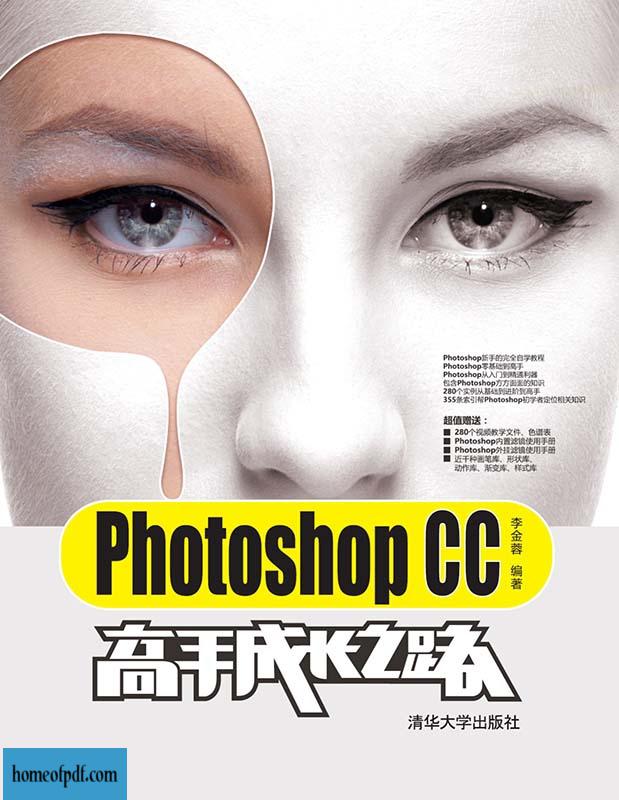 Photoshop新手的完全自学教程
Photoshop零基础到高手
Photoshop从入门到精通利器
包含Photoshop方方面面的知识
280个实例从基础到进阶到高手
355条索引帮Photoshop初学者定位相关知识
超值赠送：
■ 280个视频教学文件、色谱表
■ Photoshop内置滤镜使用手册
■ Photoshop外挂滤镜使用手册
■ 近千种画笔库、形状库、
动作库、渐变库、样式库
Photoshop CC
李金蓉 编著
高手成长之路
清华大学出版社
homeofpdf.com